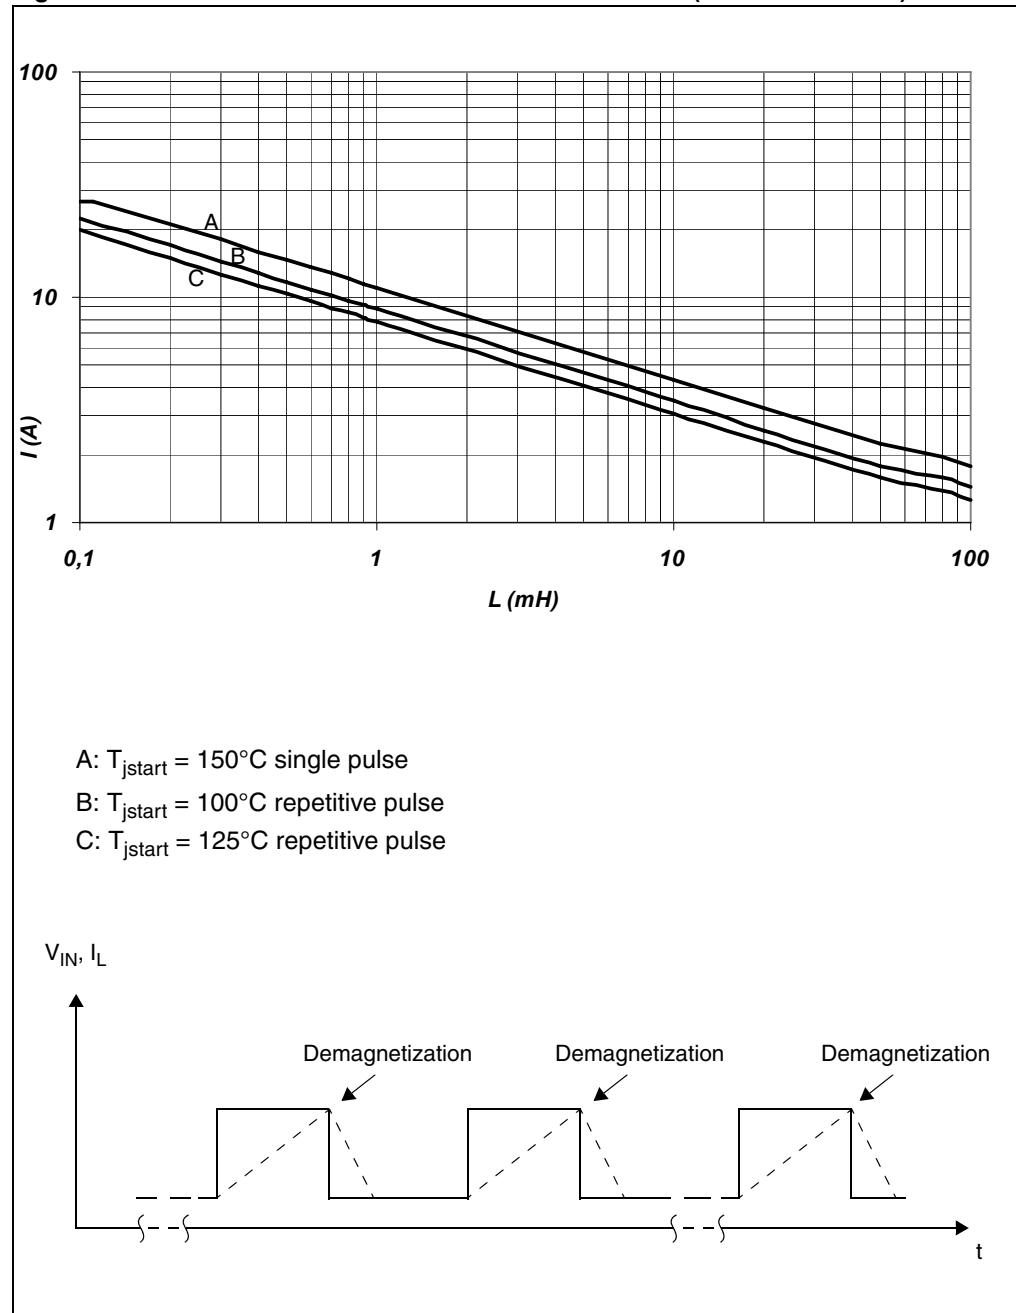 100
A
B
C
10
I (A)
1
0,1 1 10 100
L (mH)
A: Tjstart = 150°C single pulse
B: Tjstart = 100°C repetitive pulse
C: Tjstart = 125°C repetitive pulse
VIN, IL
Demagnetization Demagnetization Demagnetization
t